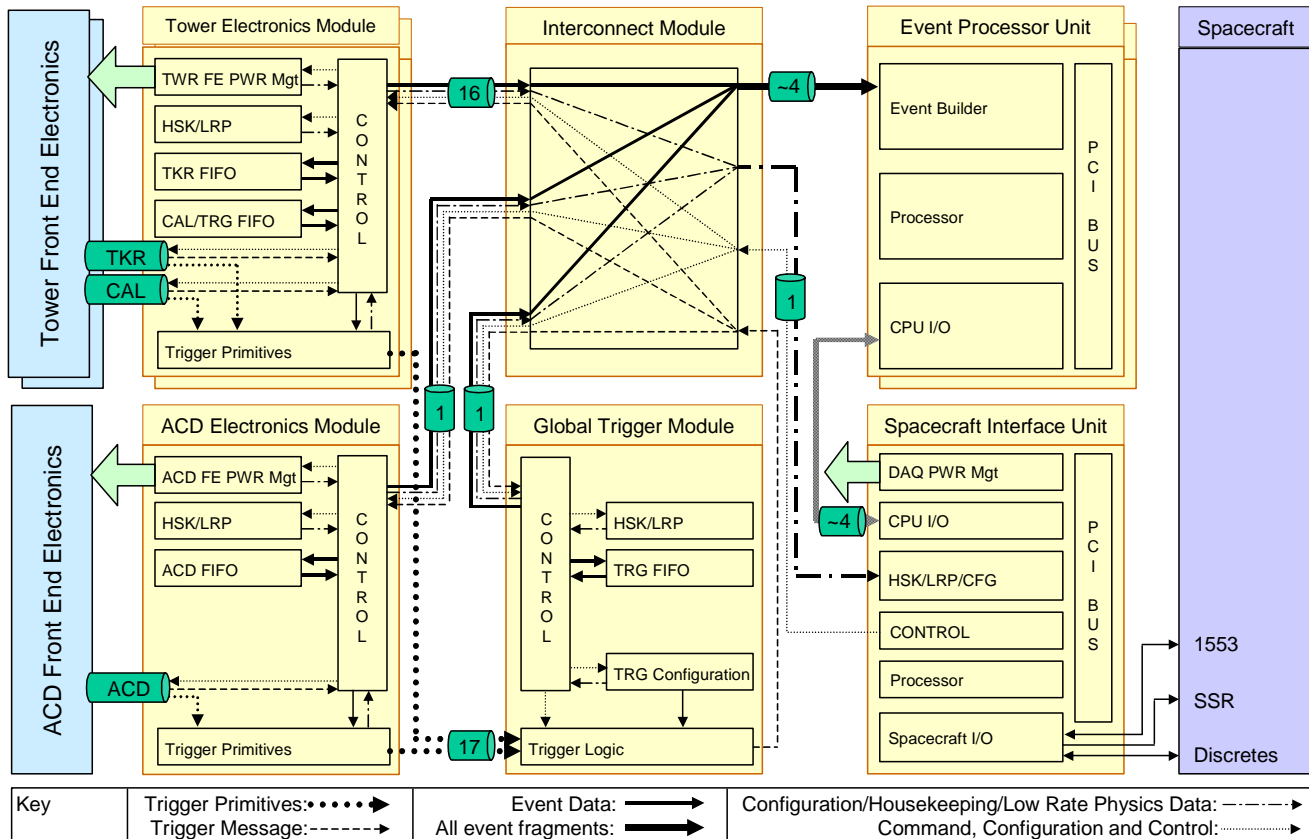 Tower Electronics Module
Interconnect Module
Event Processor Unit
Spacecraft
Tower Front End Electronics
TWR FE PWR Mgt
HSK/LRP
TKR FIFO
CAL/TRG FIFO
CONTROL
TKR
CAL
Trigger Primitives
16
~4
Event Builder
Processor
CPU I/O
PCI BUS
1
1
1
ACD Electronics Module
Global Trigger Module
Spacecraft Interface Unit
ACD Front End Electronics
ACD FE PWR Mgt
HSK/LRP
ACD FIFO
CONTROL
ACD
Trigger Primitives
17
CONTROL
HSK/LRP
TRG FIFO
TRG Configuration
Trigger Logic
DAQ PWR Mgt
~4
CPU I/O
HSK/LRP/CFG
CONTROL
Processor
Spacecraft I/O
PCI BUS
1553
SSR
Discretes
Key
Trigger Primitives:
Trigger Message:
Event Data:
All event fragments:
Configuration/Housekeeping/Low Rate Physics Data:
Command, Configuration and Control: